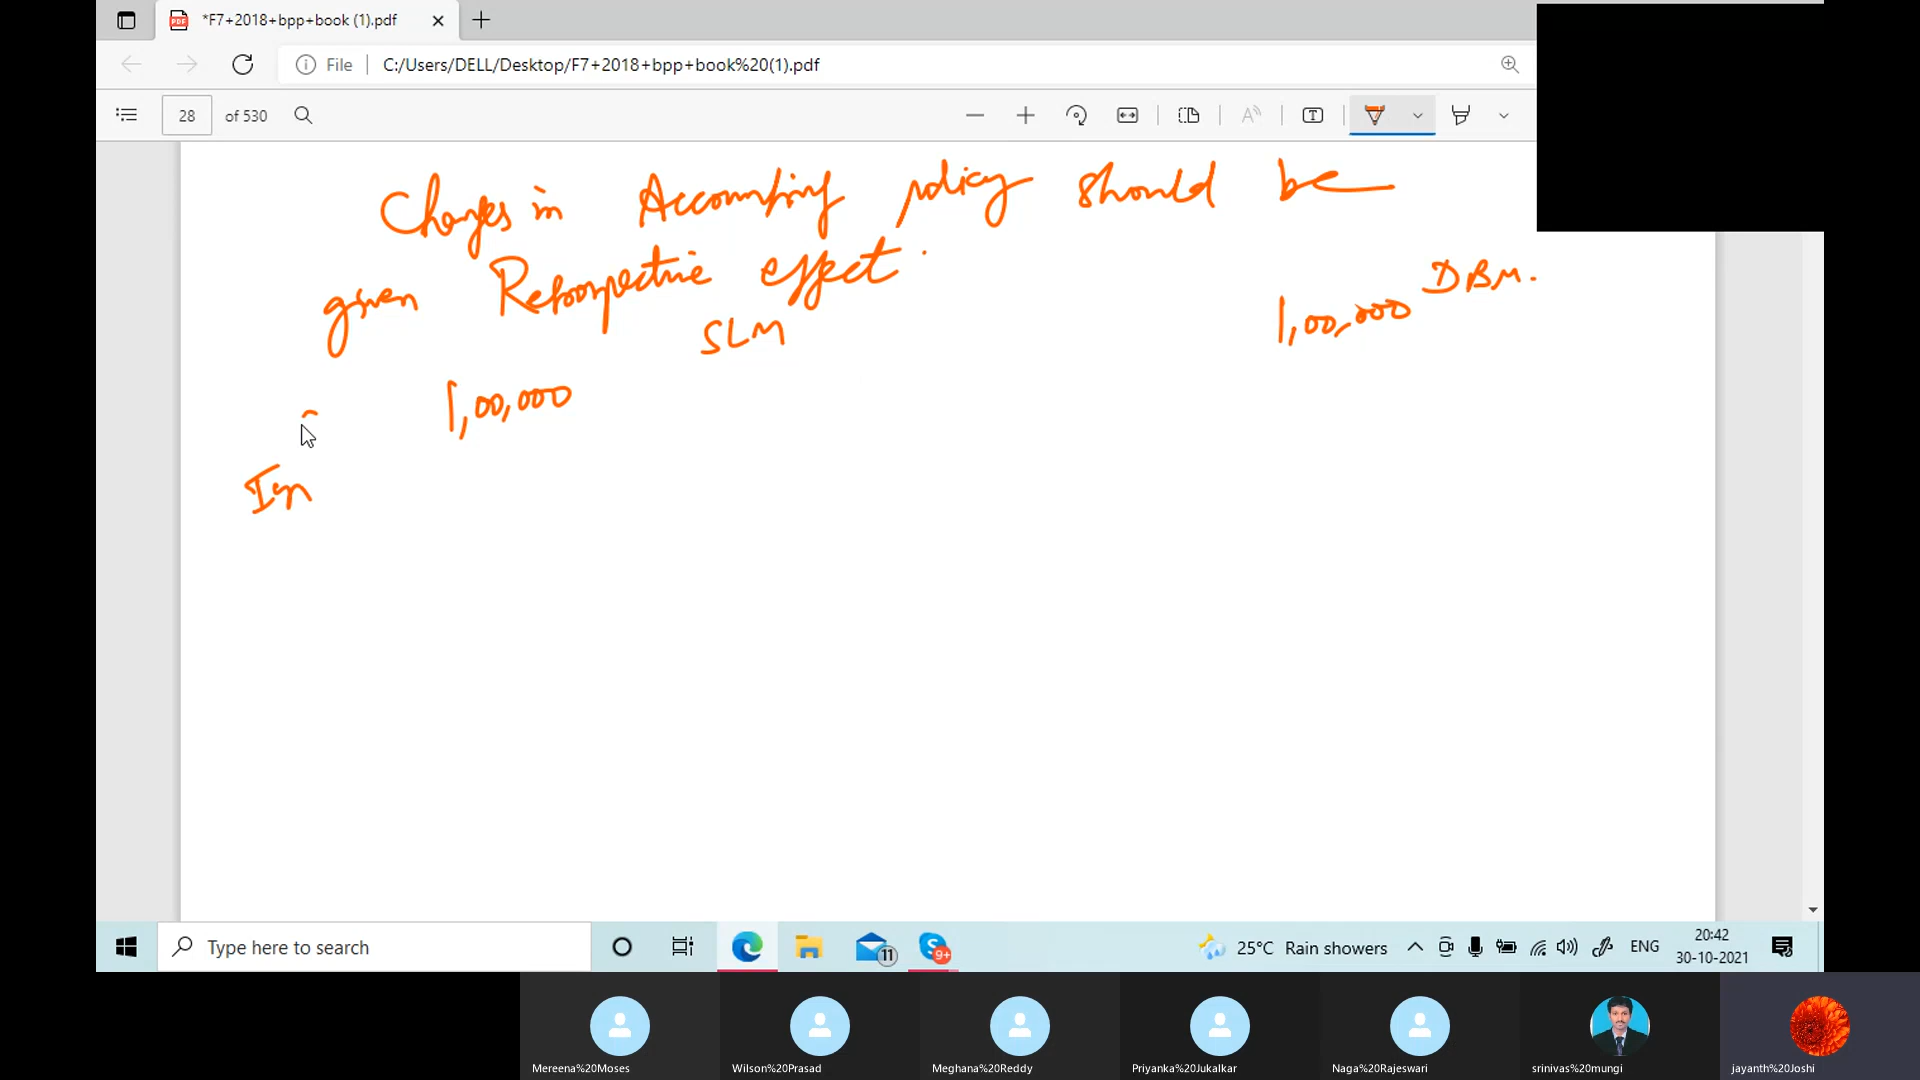 *F7+2018+bpp+book (1).pdf
File C:/Users/DELL/Desktop/F7+2018+bpp+book%20(1).pdf
28 of 530
Changes in Accounting policy should be
given Retrospective effect.
SLM
DBM.
1,00,000
1,00,000
Type here to search
11
9+
25°C Rain showers
ENG
20:42
30-10-2021
Mereena%20Moses
Wilson%20Prasad
Meghana%20Reddy
Priyanka%20Jukalkar
Naga%20Rajeswari
srinivas%20mungi
jayanth%20Joshi